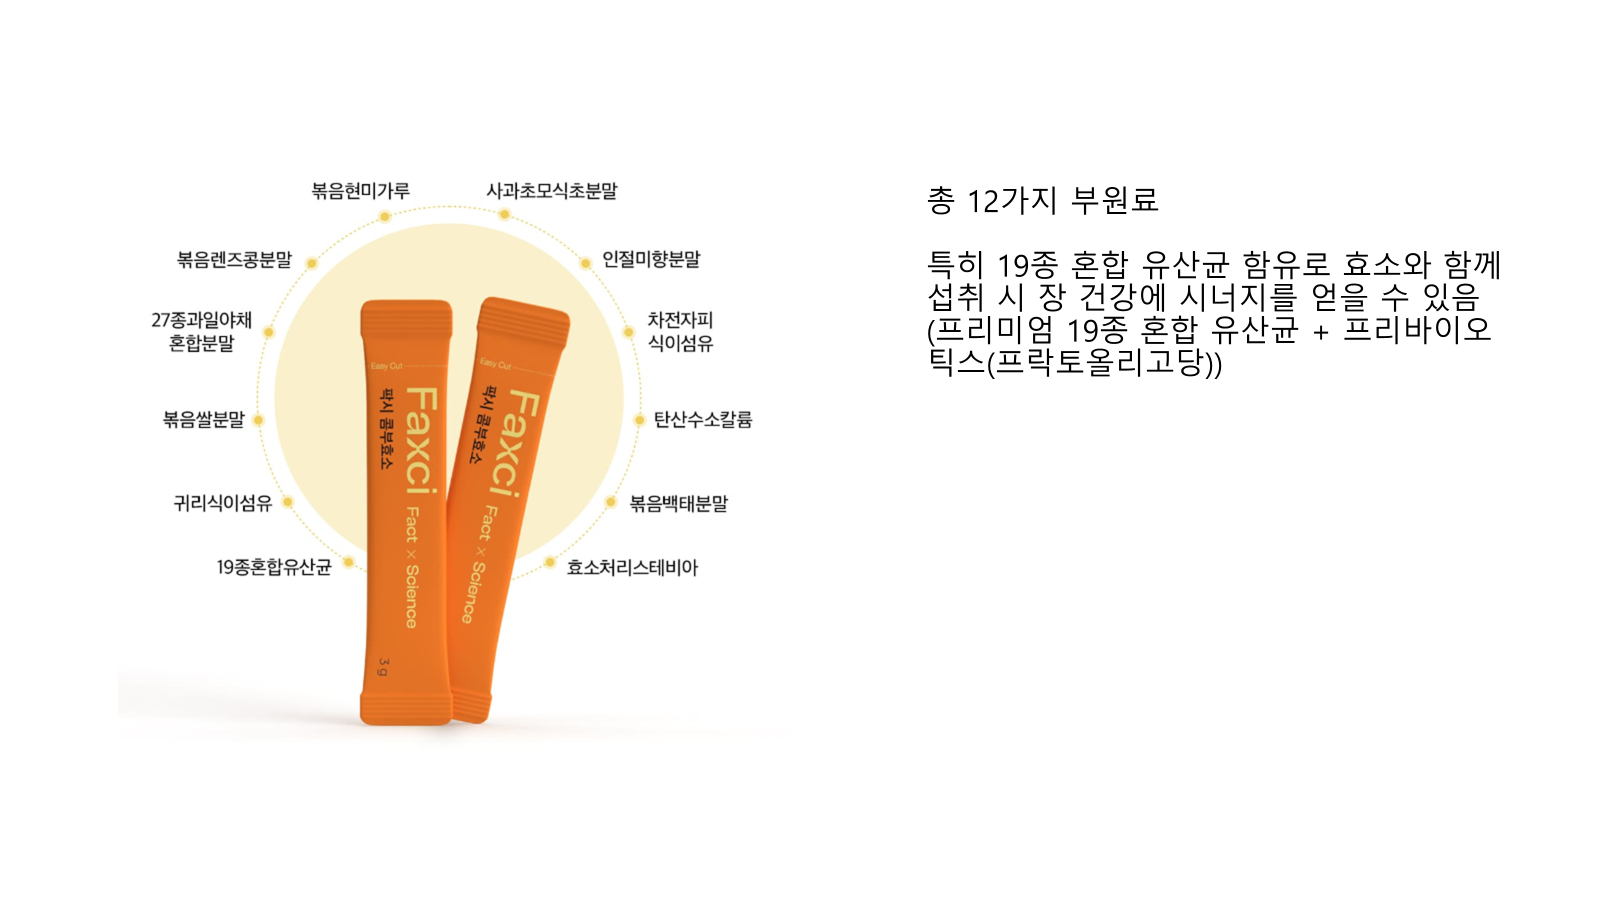 볶음현미가루
사과초모식초분말
볶음렌즈콩분말
인절미향분말
27종과일야채
혼합분말
차전자피
식이섬유
볶음쌀분말
탄산수소칼륨
귀리식이섬유
볶음백태분말
19종혼합유산균
효소처리스테비아
Easy Cut
Faxci Fact × Science
팍시 콤부효소
3 g
Easy Cut
Faxci Fact × Science
팍시 콤부효소
총 12가지 부원료
특히 19종 혼합 유산균 함유로 효소와 함께
섭취 시 장 건강에 시너지를 얻을 수 있음
(프리미엄 19종 혼합 유산균 + 프리바이오
틱스(프락토올리고당))